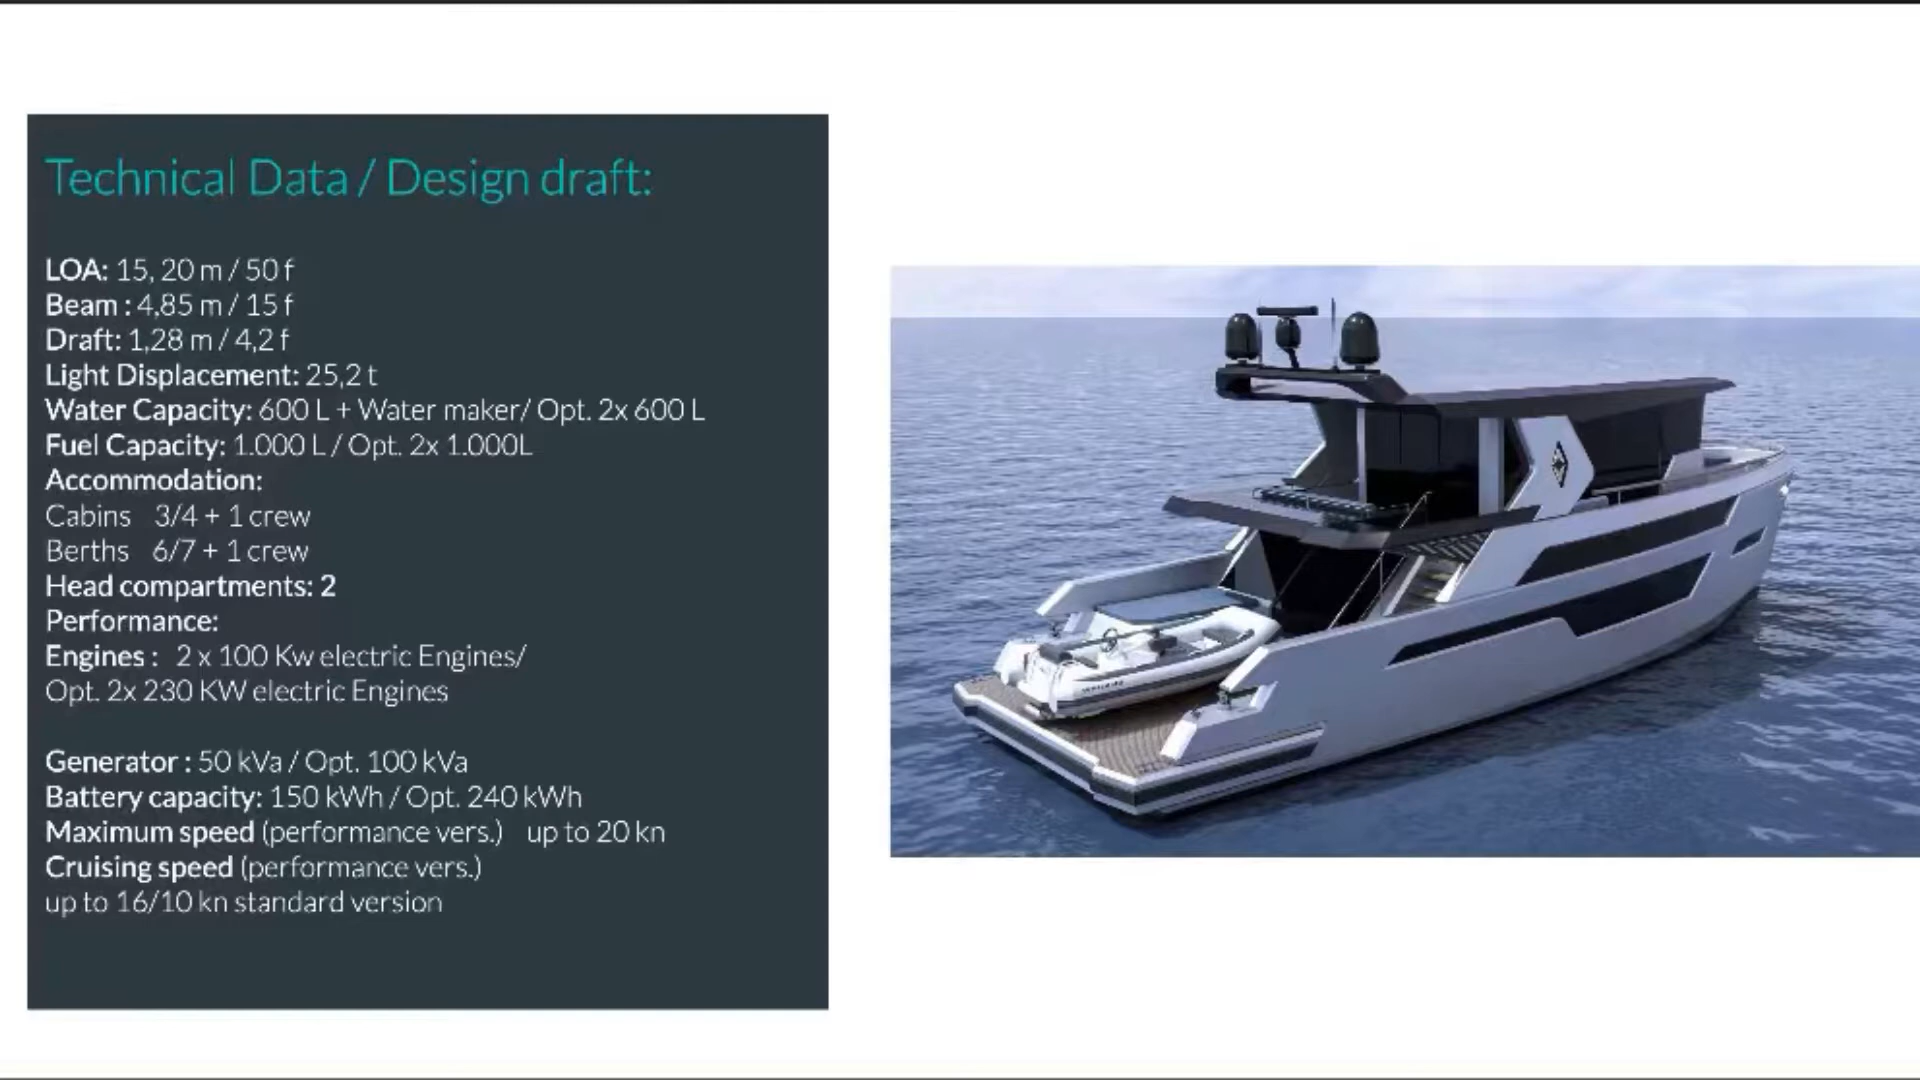 Technical Data / Design draft:
LOA: 15, 20 m / 50 f
Beam : 4,85 m / 15 f
Draft: 1,28 m / 4,2 f
Light Displacement: 25,2 t
Water Capacity: 600 L + Water maker/ Opt. 2x 600 L
Fuel Capacity: 1.000 L / Opt. 2x 1.000L
Accommodation:
Cabins 3/4 + 1 crew
Berths 6/7 + 1 crew
Head compartments: 2
Performance:
Engines : 2 x 100 Kw electric Engines/
Opt. 2x 230 KW electric Engines
Generator : 50 kVa / Opt. 100 kVa
Battery capacity: 150 kWh / Opt. 240 kWh
Maximum speed (performance vers.) up to 20 kn
Cruising speed (performance vers.)
up to 16/10 kn standard version